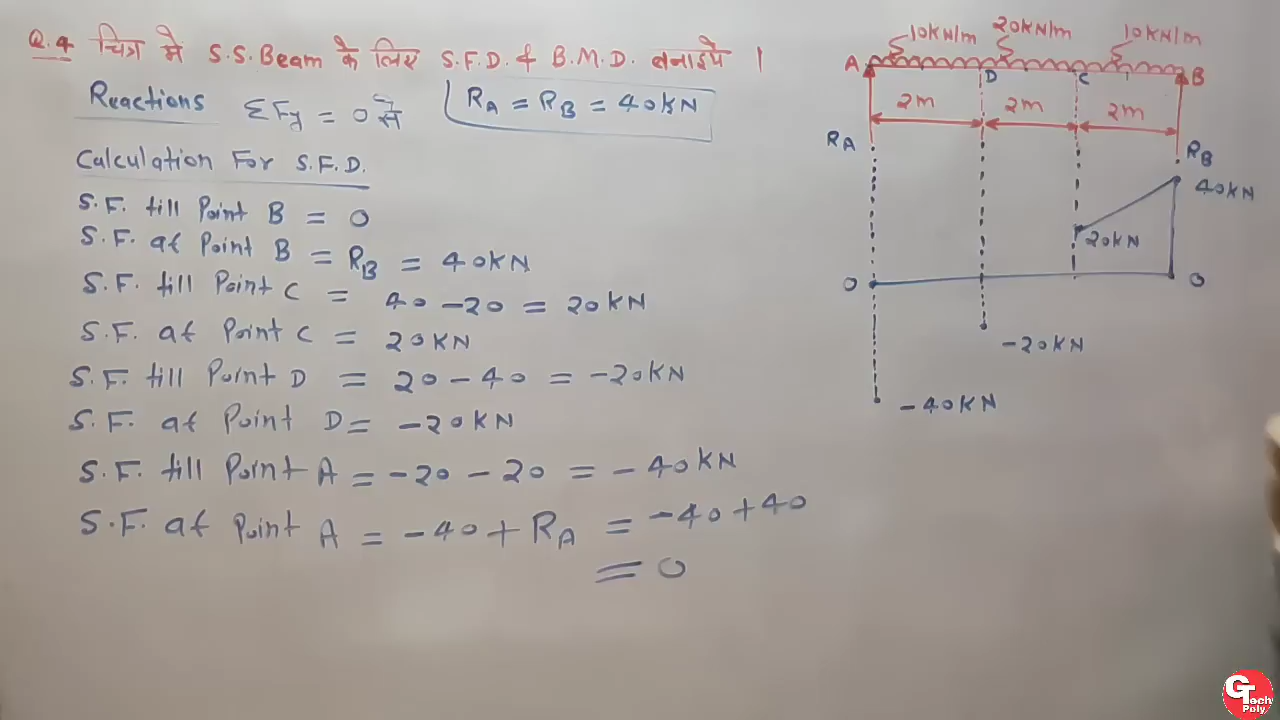 Q.4 चित्र में S.S.Beam के लिए S.F.D. & B.M.D. बनाइये ।
Reactions ΣFy = 0 से RA = RB = 40kN
Calculation For S.F.D.
S.F. till Point B = 0
S.F. at Point B = RB = 40KN
S.F. till Point C = 40 - 20 = 20KN
S.F. at Point C = 20KN
S.F. till Point D = 20 - 40 = -20KN
S.F. at Point D = -20KN
S.F. till Point A = -20 - 20 = -40KN
S.F. at Point A = -40 + RA = -40 + 40
= 0
10kN/m 20kN/m 10kN/m
A D C B
2m 2m 2m
RA RB
40kN
20kN
0 0
-20KN
-40KN
GTech Poly